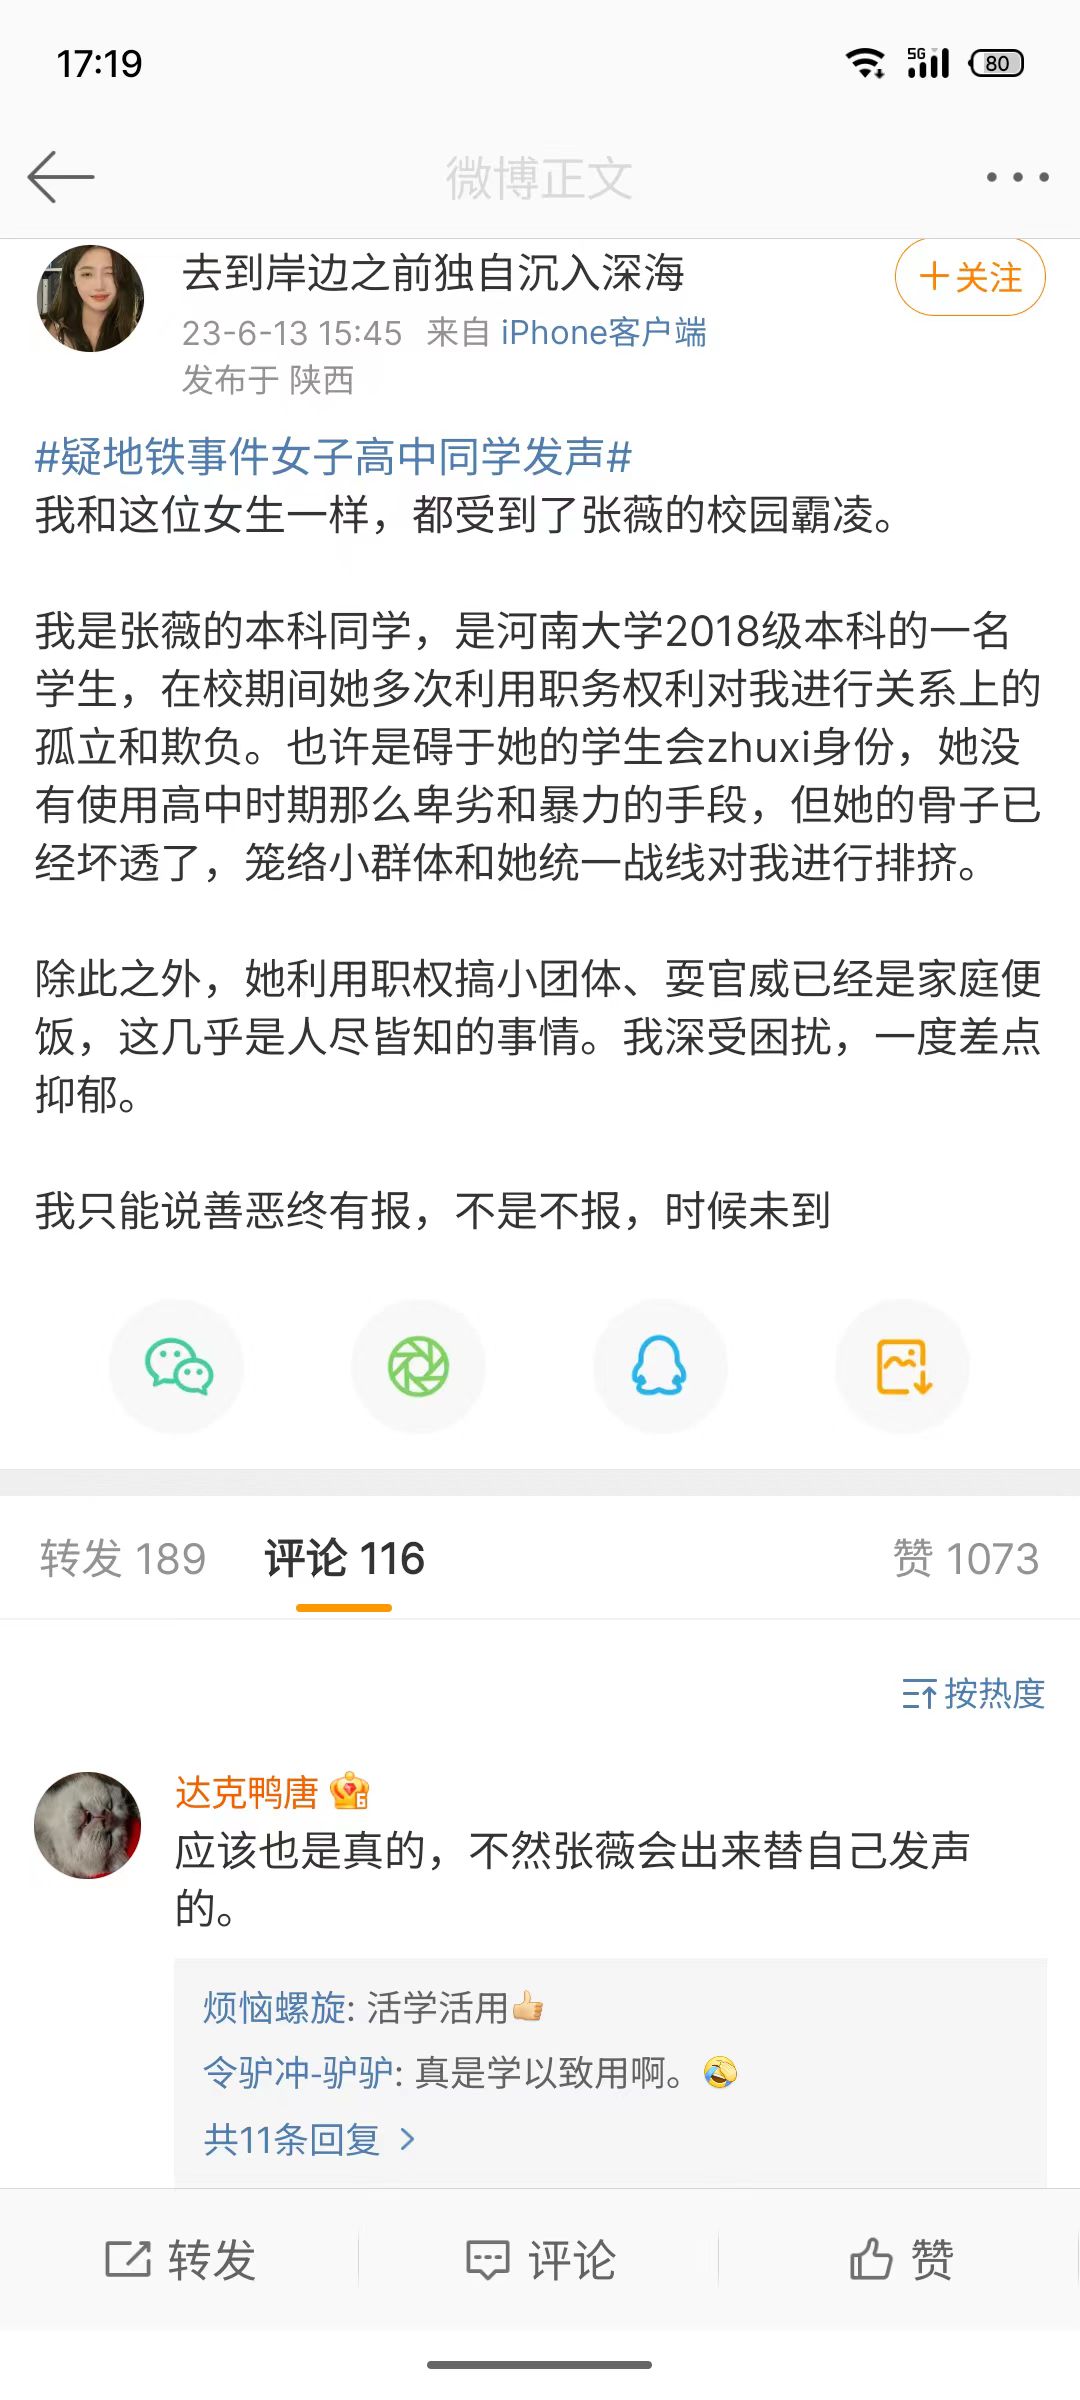 17:19
5G
80
微博正文
去到岸边之前独自沉入深海
+关注
23-6-13 15:45 来自 iPhone客户端
发布于 陕西
#疑地铁事件女子高中同学发声#
我和这位女生一样，都受到了张薇的校园霸凌。
我是张薇的本科同学，是河南大学2018级本科的一名
学生，在校期间她多次利用职务权利对我进行关系上的
孤立和欺负。也许是碍于她的学生会zhuxi身份，她没
有使用高中时期那么卑劣和暴力的手段，但她的骨子已
经坏透了，笼络小群体和她统一战线对我进行排挤。
除此之外，她利用职权搞小团体、耍官威已经是家庭便
饭，这几乎是人尽皆知的事情。我深受困扰，一度差点
抑郁。
我只能说善恶终有报，不是不报，时候未到
转发 189 评论 116 赞 1073
按热度
达克鸭唐
应该也是真的，不然张薇会出来替自己发声
的。
烦恼螺旋: 活学活用👍
令驴冲-驴驴: 真是学以致用啊。🤣
共11条回复 >
转发 评论 赞